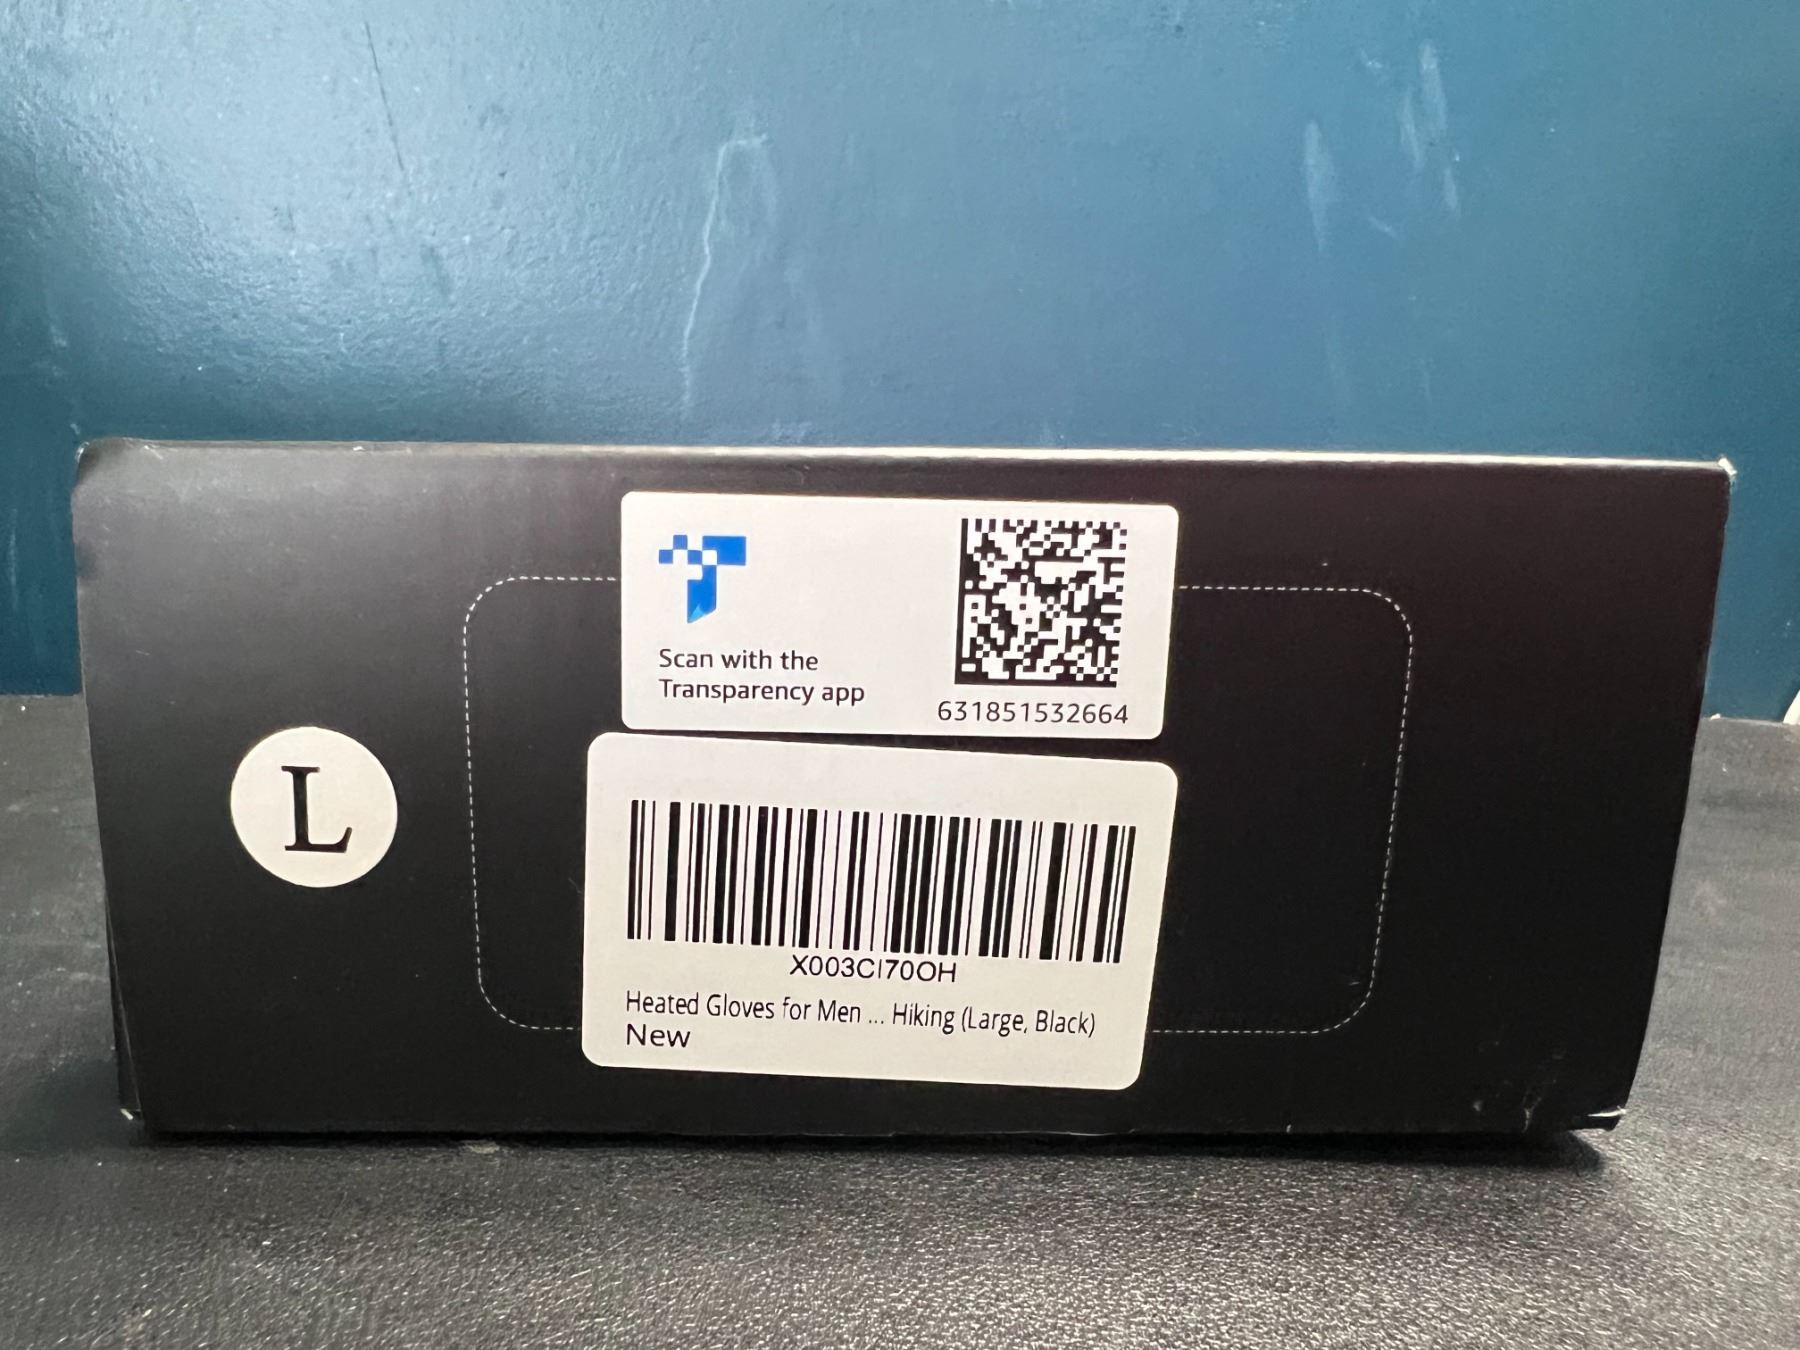 Scan with the
Transparency app
631851532664
L
X003CI70OH
Heated Gloves for Men ... Hiking (Large, Black)
New